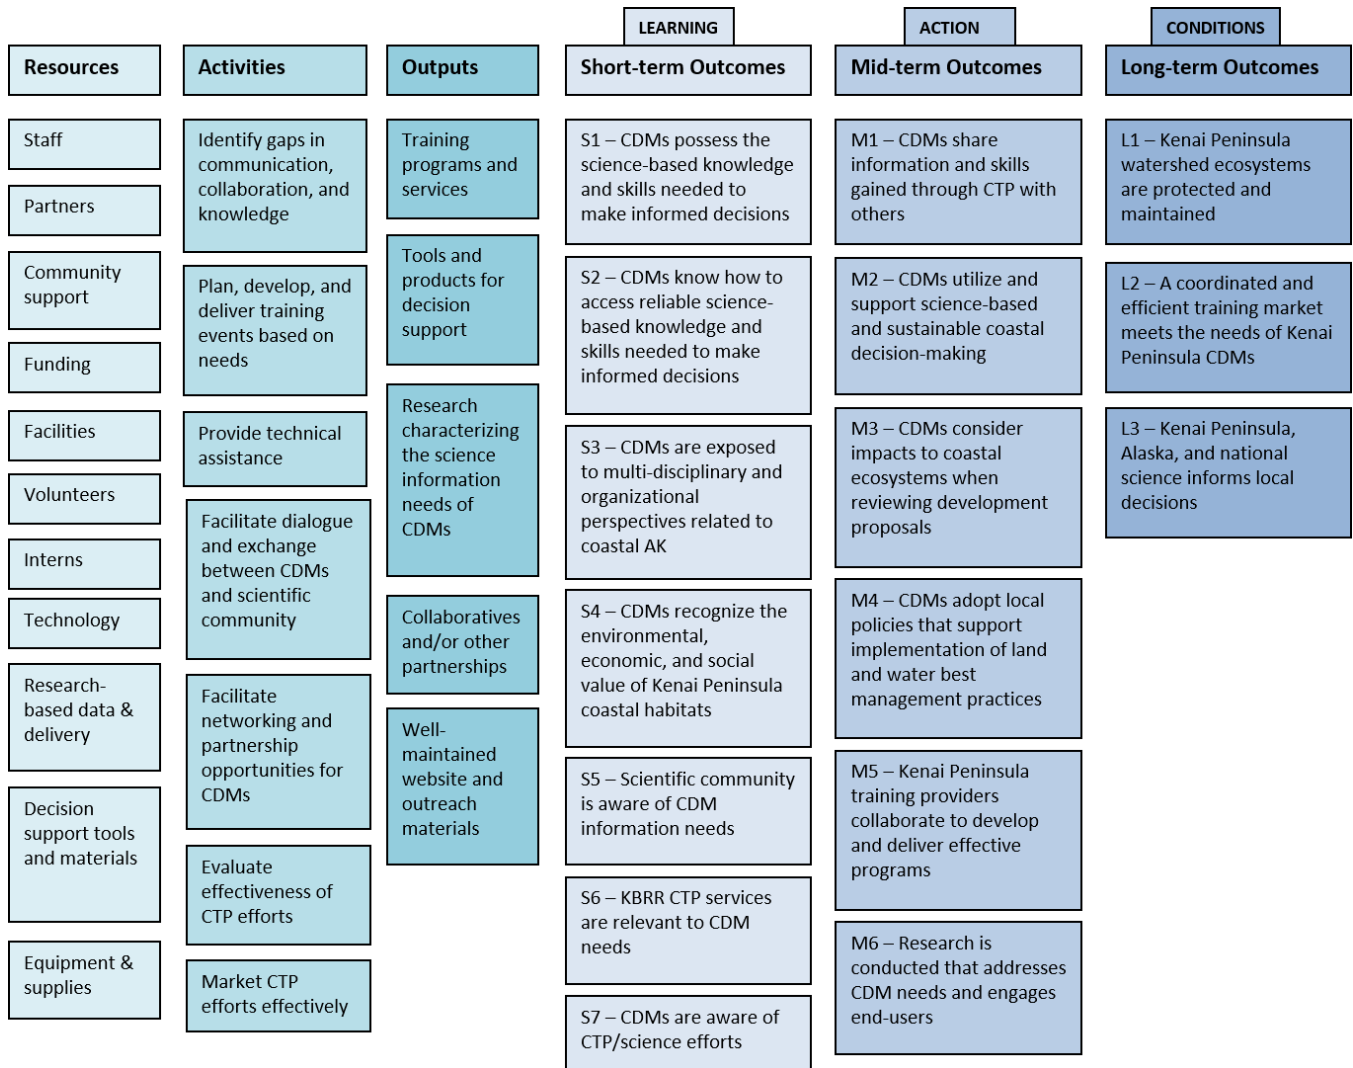 LEARNING
ACTION
CONDITIONS
Resources
Activities
Outputs
Short-term Outcomes
Mid-term Outcomes
Long-term Outcomes
Staff
Partners
Community
support
Funding
Facilities
Volunteers
Interns
Technology
Research-
based data &
delivery
Decision
support tools
and materials
Equipment &
supplies
Identify gaps in
communication,
collaboration, and
knowledge
Plan, develop, and
deliver training
events based on
needs
Provide technical
assistance
Facilitate dialogue
and exchange
between CDMs
and scientific
community
Facilitate
networking and
partnership
opportunities for
CDMs
Evaluate
effectiveness of
CTP efforts
Market CTP
efforts effectively
Training
programs and
services
Tools and
products for
decision
support
Research
characterizing
the science
information
needs of
CDMs
Collaboratives
and/or other
partnerships
Well-
maintained
website and
outreach
materials
S1 – CDMs possess the
science-based knowledge
and skills needed to
make informed decisions
S2 – CDMs know how to
access reliable science-
based knowledge and
skills needed to make
informed decisions
S3 – CDMs are exposed
to multi-disciplinary and
organizational
perspectives related to
coastal AK
S4 – CDMs recognize the
environmental,
economic, and social
value of Kenai Peninsula
coastal habitats
S5 – Scientific community
is aware of CDM
information needs
S6 – KBRR CTP services
are relevant to CDM
needs
S7 – CDMs are aware of
CTP/science efforts
M1 – CDMs share
information and skills
gained through CTP with
others
M2 – CDMs utilize and
support science-based
and sustainable coastal
decision-making
M3 – CDMs consider
impacts to coastal
ecosystems when
reviewing development
proposals
M4 – CDMs adopt local
policies that support
implementation of land
and water best
management practices
M5 – Kenai Peninsula
training providers
collaborate to develop
and deliver effective
programs
M6 – Research is
conducted that addresses
CDM needs and engages
end-users
L1 – Kenai Peninsula
watershed ecosystems
are protected and
maintained
L2 – A coordinated and
efficient training market
meets the needs of Kenai
Peninsula CDMs
L3 – Kenai Peninsula,
Alaska, and national
science informs local
decisions